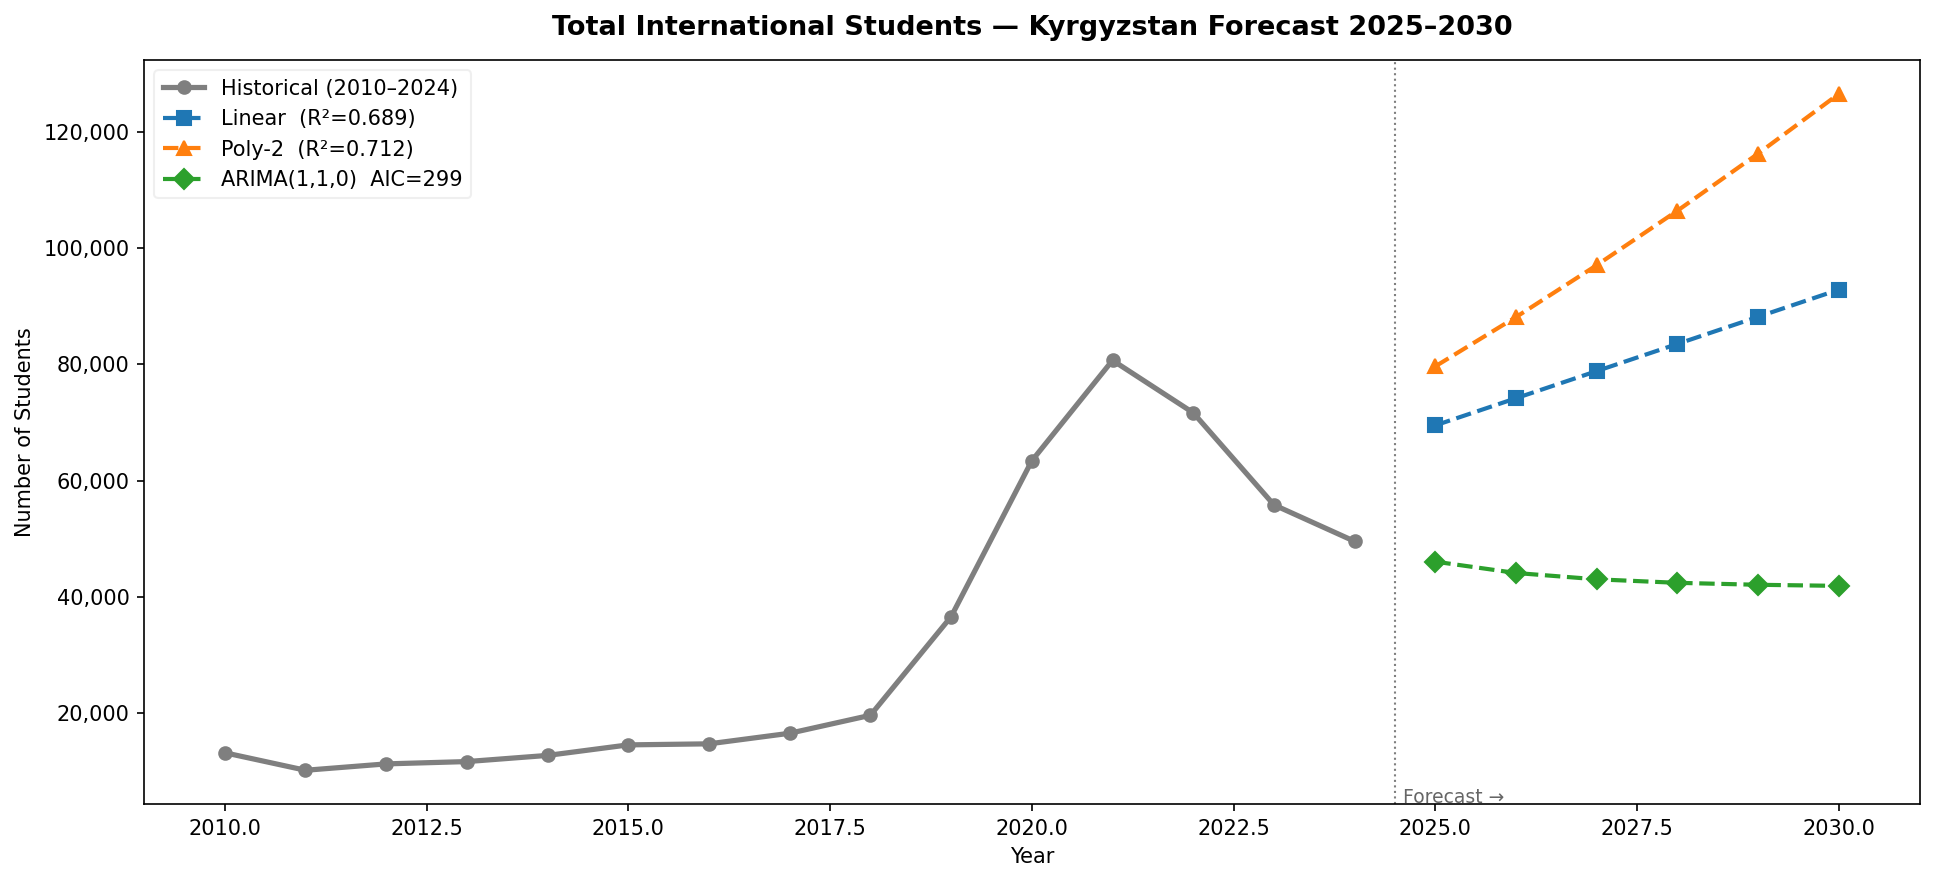 Total International Students — Kyrgyzstan Forecast 2025–2030
Historical (2010–2024)
Linear (R²=0.689)
Poly-2 (R²=0.712)
ARIMA(1,1,0) AIC=299
Number of Students
120,000
100,000
80,000
60,000
40,000
20,000
Forecast →
2010.0 2012.5 2015.0 2017.5 2020.0 2022.5 2025.0 2027.5 2030.0
Year